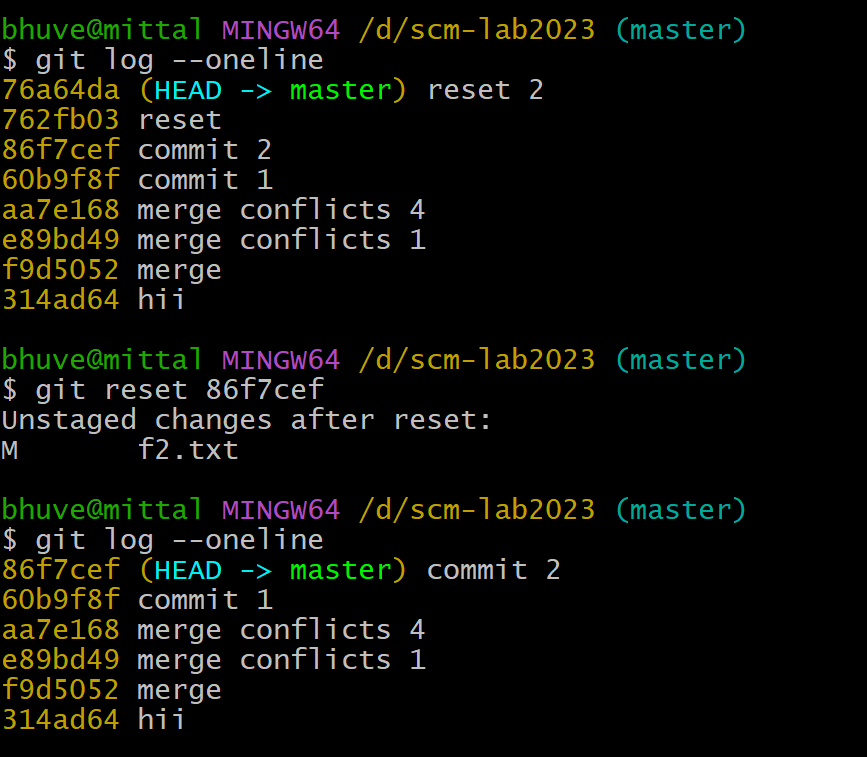 bhuve@mittal MINGW64 /d/scm-lab2023 (master)
$ git log --oneline
76a64da (HEAD -> master) reset 2
762fb03 reset
86f7cef commit 2
60b9f8f commit 1
aa7e168 merge conflicts 4
e89bd49 merge conflicts 1
f9d5052 merge
314ad64 hii
bhuve@mittal MINGW64 /d/scm-lab2023 (master)
$ git reset 86f7cef
Unstaged changes after reset:
M       f2.txt
bhuve@mittal MINGW64 /d/scm-lab2023 (master)
$ git log --oneline
86f7cef (HEAD -> master) commit 2
60b9f8f commit 1
aa7e168 merge conflicts 4
e89bd49 merge conflicts 1
f9d5052 merge
314ad64 hii